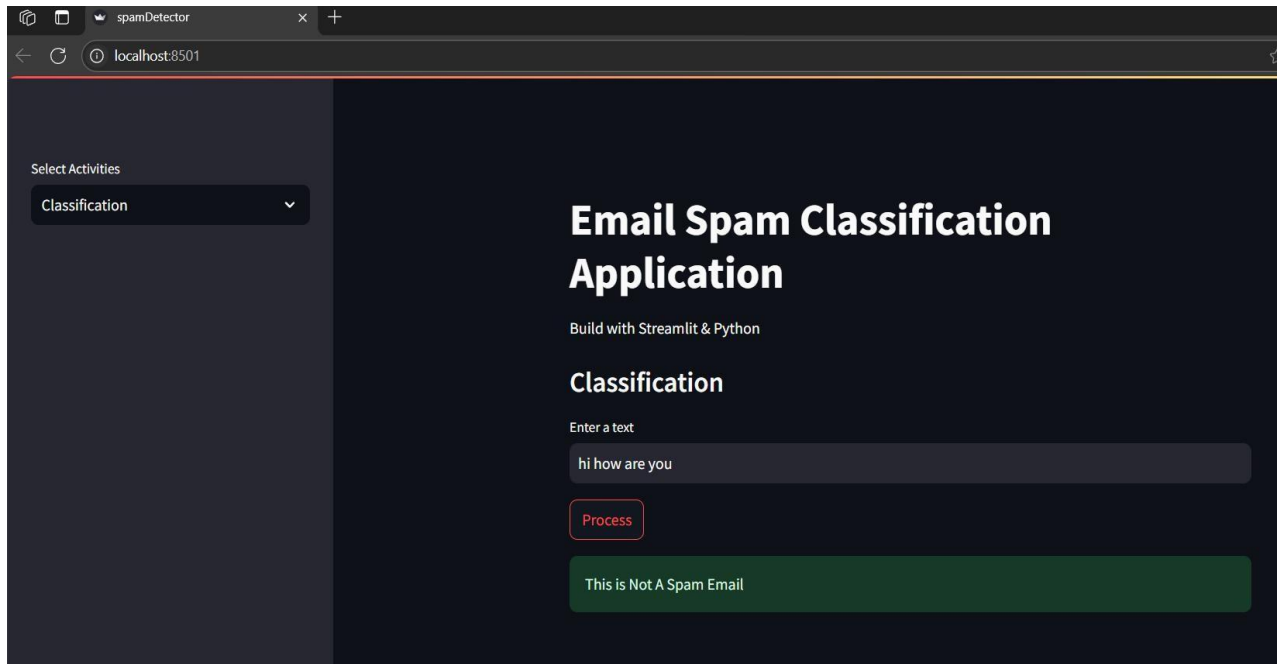 spamDetector
localhost:8501
Select Activities
Classification
Email Spam Classification
Application
Build with Streamlit & Python
Classification
Enter a text
hi how are you
Process
This is Not A Spam Email